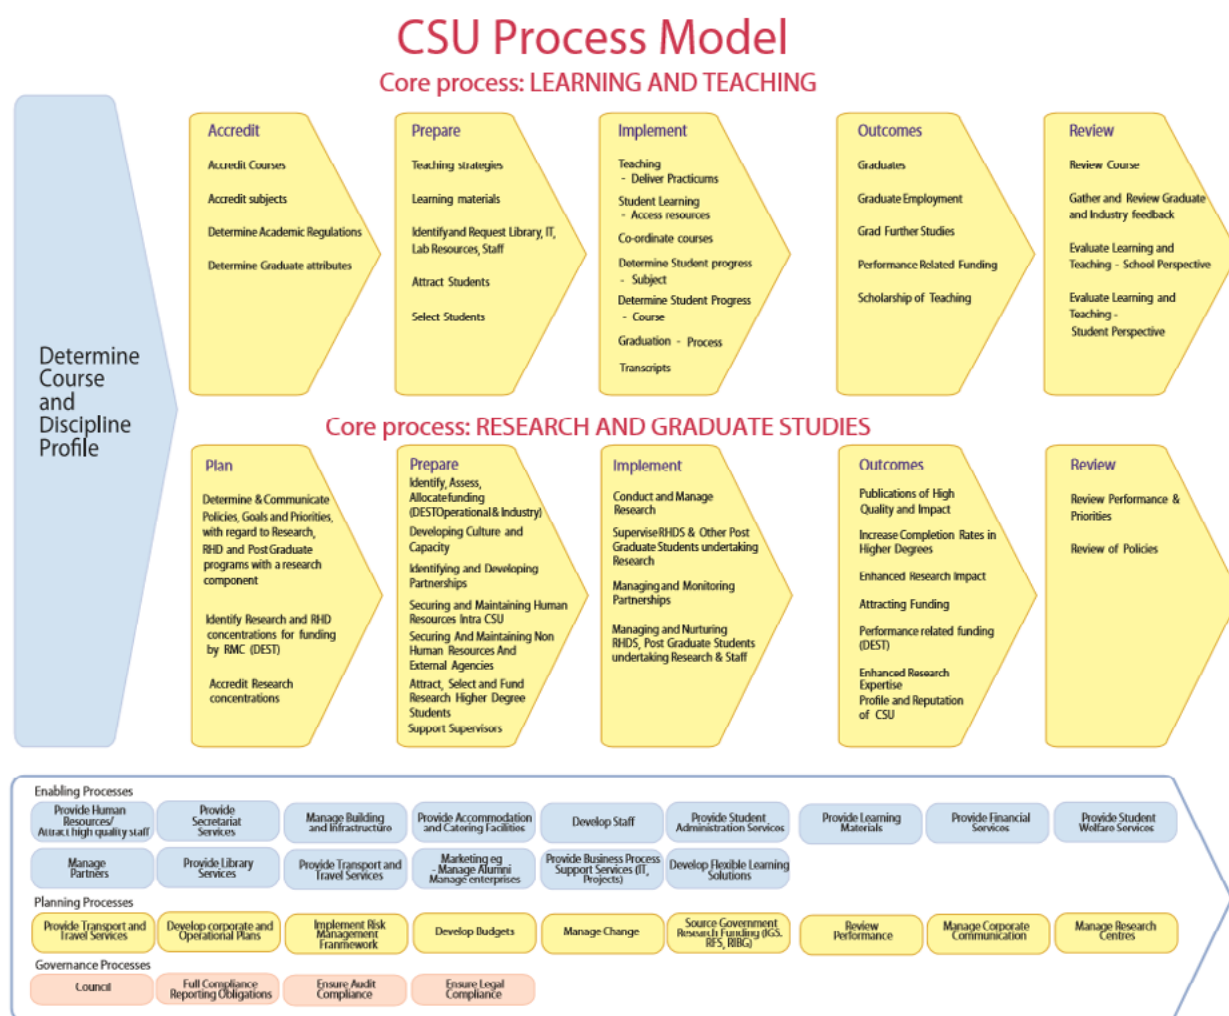 CSU Process Model
Core process: LEARNING AND TEACHING
Determine
Course
and
Discipline
Profile
Accredit
Accredit Courses
Accredit subjects
Determine Academic Regulations
Determine Graduate attributes
Prepare
Teaching strategies
Learning materials
Identifyand Request Library, IT,
Lab Resources, Staff
Attract Students
Select Students
Implement
Teaching
- Deliver Practicums
Student Learning
- Access resources
Co-ordinate courses
Determine Student progress
- Subject
Determine Student Progress
- Course
Graduation - Process
Transcripts
Outcomes
Graduates
Graduate Employment
Grad Further Studies
Performance Related Funding
Scholarship of Teaching
Review
Review Course
Gather and Review Graduate
and Industry feedback
Evaluate Learning and
Teaching - School Perspective
Evaluate Learning and
Teaching -
Student Perspective
Core process: RESEARCH AND GRADUATE STUDIES
Plan
Determine & Communicate
Policies, Goals and Priorities,
with regard to Research,
RHD and Post Graduate
programs with a research
component
Identify Research and RHD
concentrations for funding
by RMC (DEST)
Accredit Research
concentrations
Prepare
Identify, Assess,
Allocatefunding
(DESTOperational & Industry)
Developing Culture and
Capacity
Identifying and Developing
Partnerships
Securing and Maintaining Human
Resources Intra CSU
Securing And Maintaining Non
Human Resources And
External Agencies
Attract, Select and Fund
Research Higher Degree
Students
Support Supervisors
Implement
Conduct and Manage
Research
SuperviseRHDS & Other Post
Graduate Students undertaking
Research
Managing and Monitoring
Partnerships
Managing and Nurturing
RHDS, Post Graduate Students
undertaking Research & Staff
Outcomes
Publications of High
Quality and Impact
Increase Completion Rates in
Higher Degrees
Enhanced Research Impact
Attracting Funding
Performance related funding
(DEST)
Enhanced Research
Expertise
Profile and Reputation
of CSU
Review
Review Performance &
Priorities
Review of Policies
Enabling Processes
Provide Human
Resources/
Attract high quality staff
Provide
Secretariat
Services
Manage Building
and Infrastructure
Provide Accommodation
and Catering Facilities
Develop Staff
Provide Student
Administration Services
Provide Learning
Materials
Provide Financial
Services
Provide Student
Welfare Services
Manage
Partners
Provide Library
Services
Provide Transport and
Travel Services
Marketing eg
- Manage Alumni
Manage enterprises
Provide Business Process
Support Services (IT,
Projects)
Develop Flexible Learning
Solutions
Planning Processes
Provide Transport and
Travel Services
Develop corporate and
Operational Plans
Implement Risk
Management
Franmework
Develop Budgets
Manage Change
Source Government
Research Funding (IGS.
RFS, RIBG)
Review
Performance
Manage Corporate
Communication
Manage Research
Centres
Governance Processes
Council
Full Compliance
Reporting Obligations
Ensure Audit
Compliance
Ensure Legal
Compliance